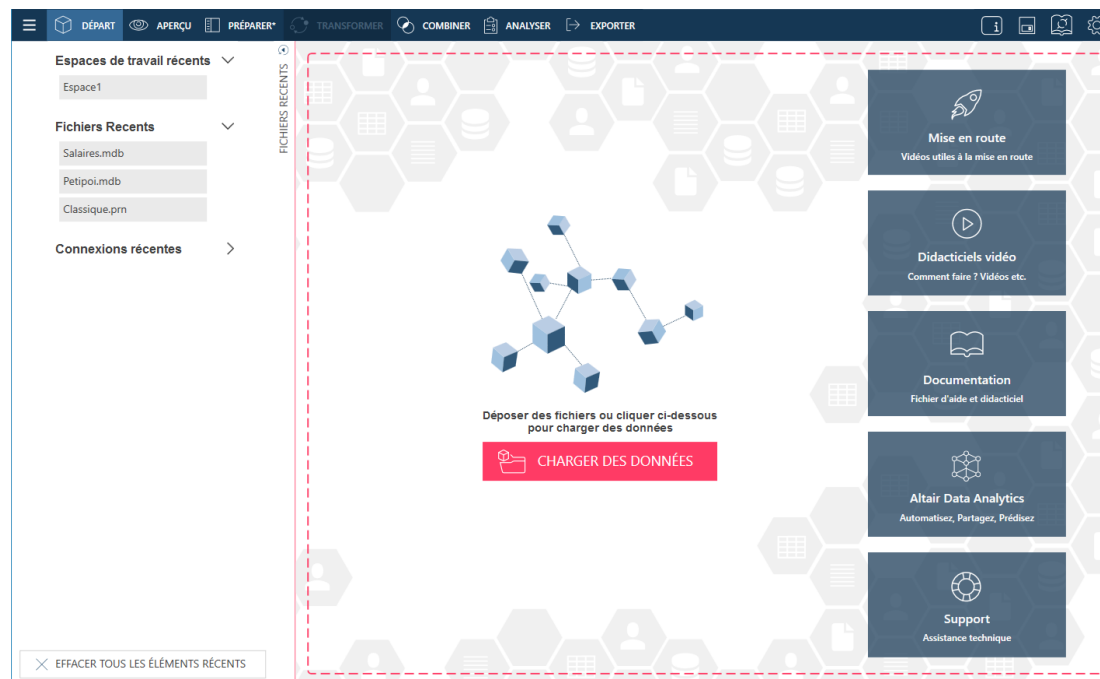 DÉPART
APERÇU
PRÉPARER*
TRANSFORMER
COMBINER
ANALYSER
EXPORTER
i
Espaces de travail récents
Espace1
Fichiers Recents
Salaires.mdb
Petipoi.mdb
Classique.prn
Connexions récentes
EFFACER TOUS LES ÉLÉMENTS RÉCENTS
FICHIERS RECENTS
Déposer des fichiers ou cliquer ci-dessous
pour charger des données
CHARGER DES DONNÉES
Mise en route
Vidéos utiles à la mise en route
Didacticiels vidéo
Comment faire ? Vidéos etc.
Documentation
Fichier d'aide et didacticiel
Altair Data Analytics
Automatisez, Partagez, Prédisez
Support
Assistance technique